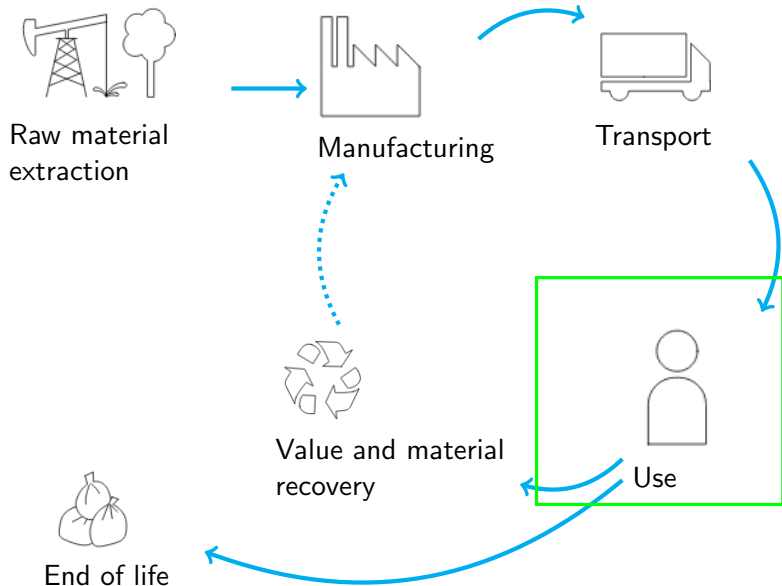 Raw material
extraction
Manufacturing
Transport
Value and material
recovery
Use
End of life